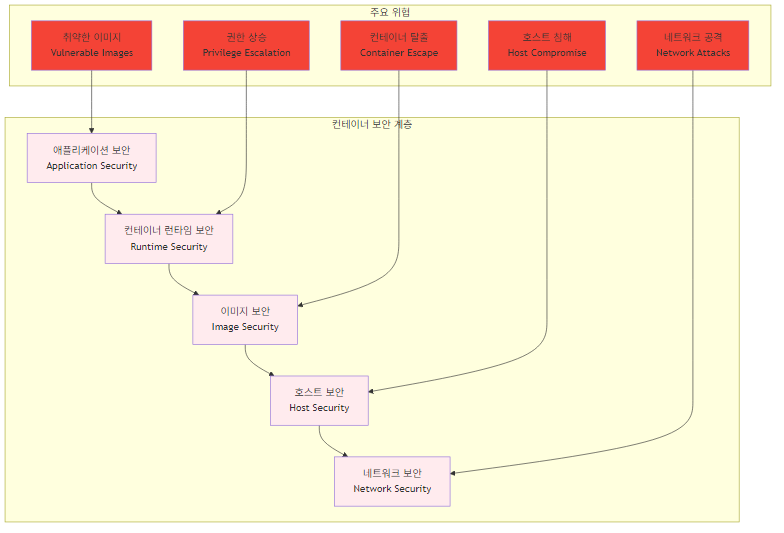 주요 위협
취약한 이미지
Vulnerable Images
권한 상승
Privilege Escalation
컨테이너 탈출
Container Escape
호스트 침해
Host Compromise
네트워크 공격
Network Attacks
컨테이너 보안 계층
애플리케이션 보안
Application Security
컨테이너 런타임 보안
Runtime Security
이미지 보안
Image Security
호스트 보안
Host Security
네트워크 보안
Network Security